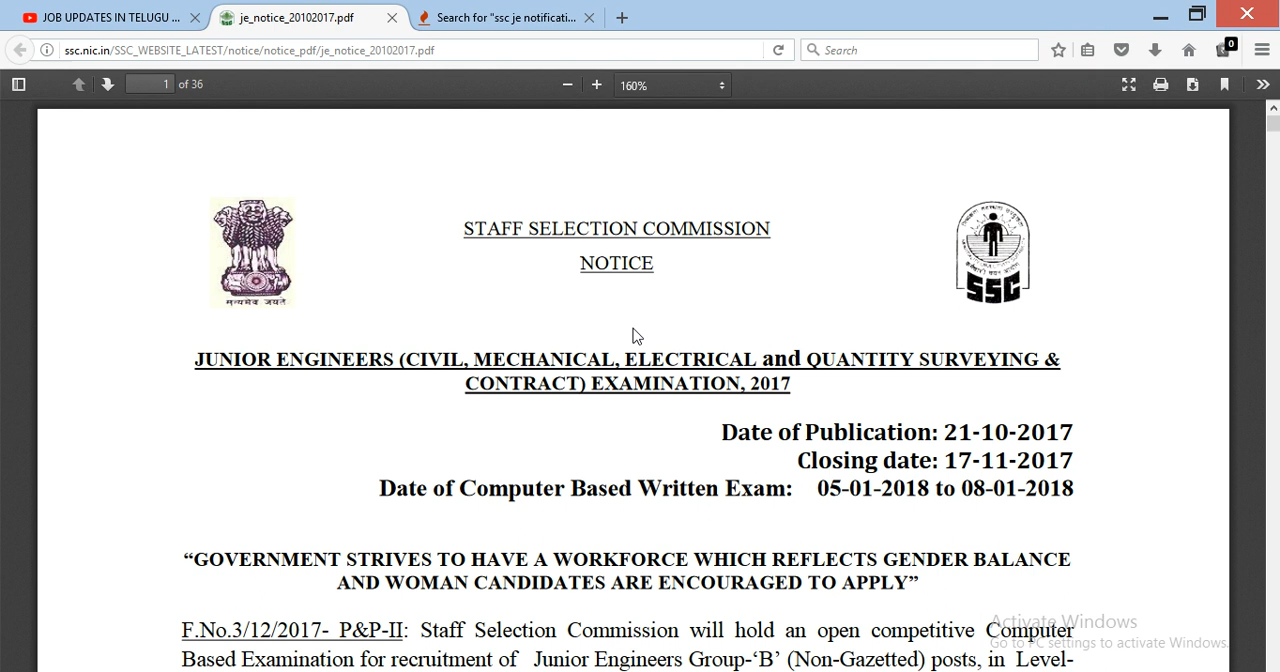 JOB UPDATES IN TELUGU ...
je_notice_20102017.pdf
Search for "ssc je notificati...
ssc.nic.in/SSC_WEBSITE_LATEST/notice/notice_pdf/je_notice_20102017.pdf
Search
0
1 of 36
160%
STAFF SELECTION COMMISSION
NOTICE
सत्यमेव जयते
SSC
JUNIOR ENGINEERS (CIVIL, MECHANICAL, ELECTRICAL and QUANTITY SURVEYING &
CONTRACT) EXAMINATION, 2017
Date of Publication: 21-10-2017
Closing date: 17-11-2017
Date of Computer Based Written Exam: 05-01-2018 to 08-01-2018
“GOVERNMENT STRIVES TO HAVE A WORKFORCE WHICH REFLECTS GENDER BALANCE
AND WOMAN CANDIDATES ARE ENCOURAGED TO APPLY”
F.No.3/12/2017- P&P-II: Staff Selection Commission will hold an open competitive Computer
Based Examination for recruitment of Junior Engineers Group-‘B’ (Non-Gazetted) posts, in Level-
Activate Windows
Go to PC settings to activate Windows.